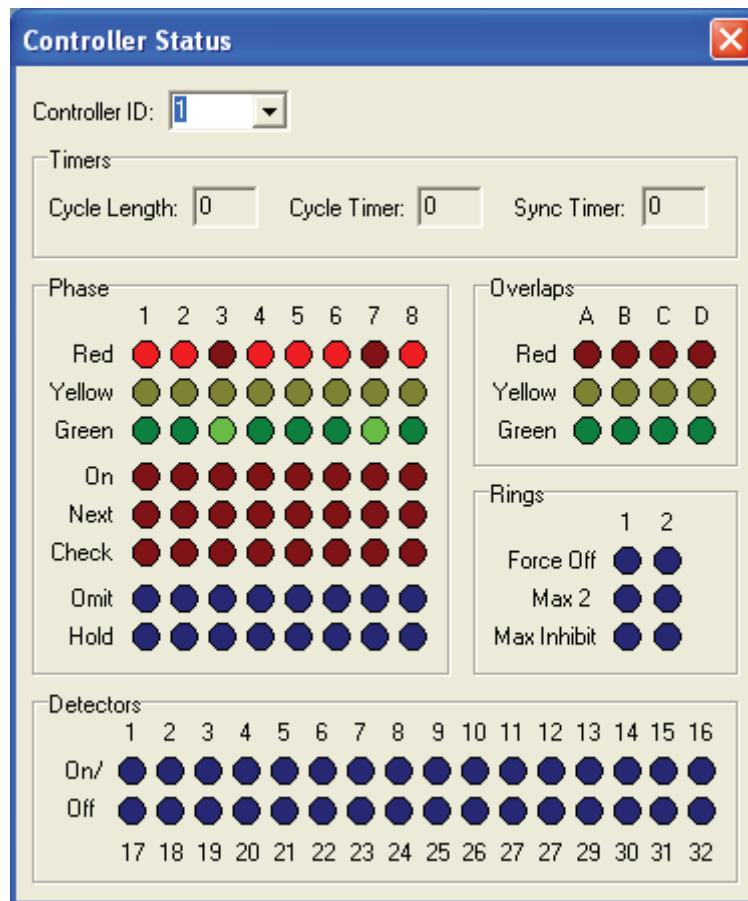 Controller Status
Controller ID: 1
Timers
Cycle Length: 0 Cycle Timer: 0 Sync Timer: 0
Phase
1 2 3 4 5 6 7 8
Red
Yellow
Green
On
Next
Check
Omit
Hold
Overlaps
A B C D
Red
Yellow
Green
Rings
1 2
Force Off
Max 2
Max Inhibit
Detectors
1 2 3 4 5 6 7 8 9 10 11 12 13 14 15 16
On/
Off
17 18 19 20 21 22 23 24 25 26 27 27 29 30 31 32